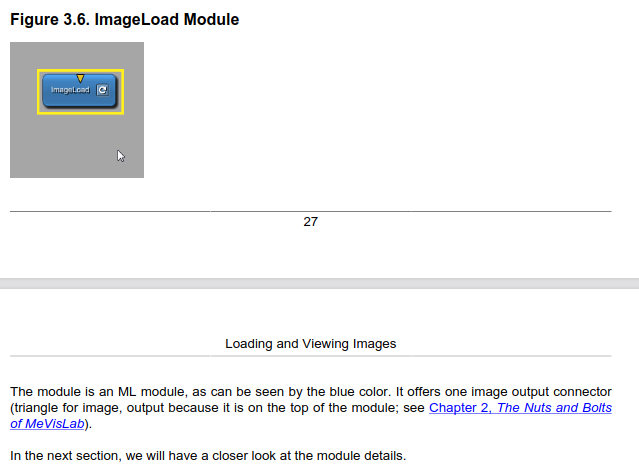 Figure 3.6. ImageLoad Module
ImageLoad
27
Loading and Viewing Images
The module is an ML module, as can be seen by the blue color. It offers one image output connector
(triangle for image, output because it is on the top of the module; see Chapter 2, The Nuts and Bolts
of MeVisLab).
In the next section, we will have a closer look at the module details.